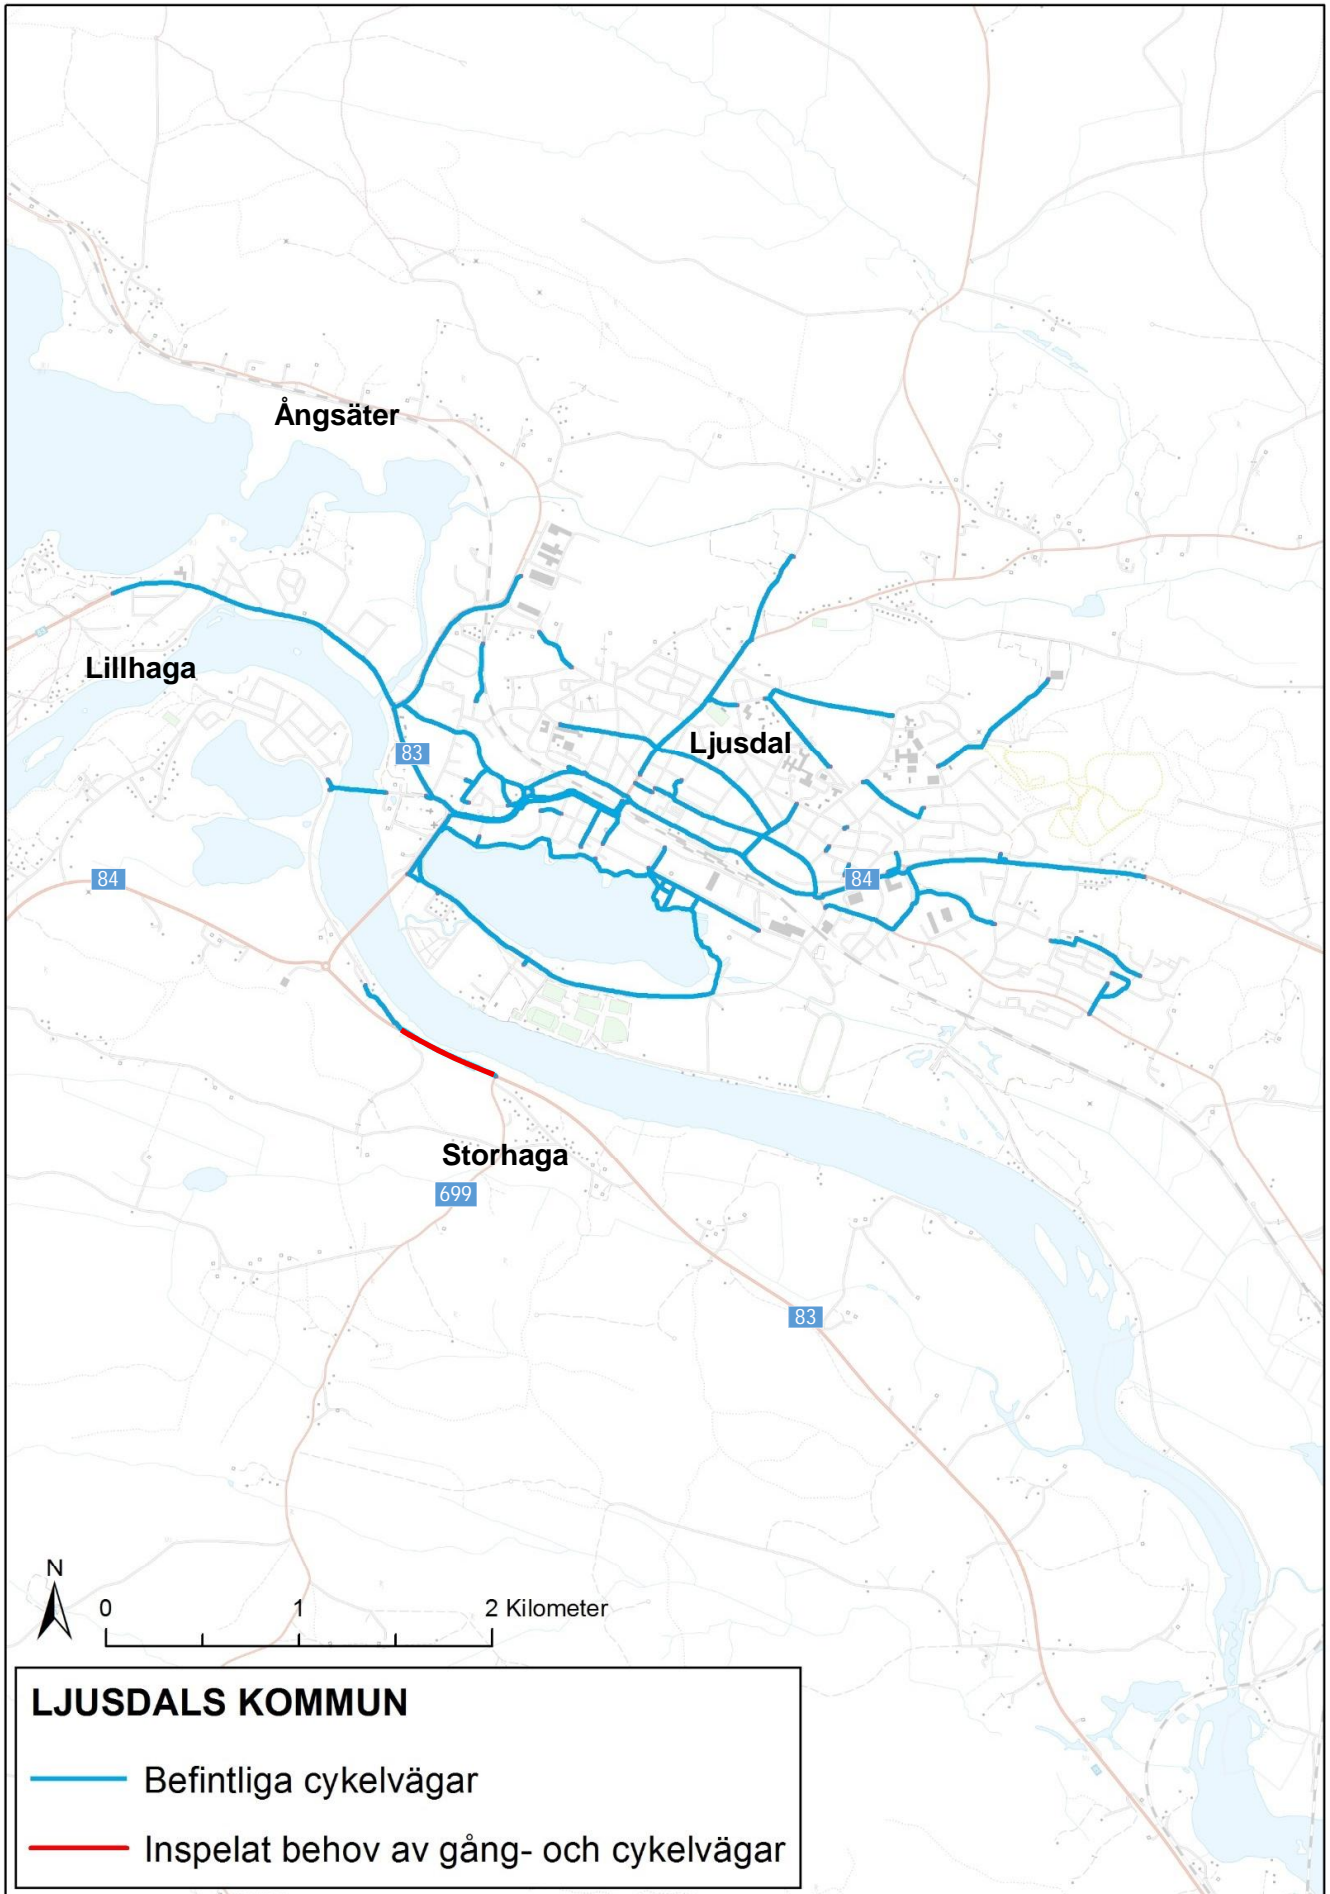 Ångsäter
Lillhaga
Ljusdal
83
84
84
Storhaga
699
83
N
0 1 2 Kilometer
LJUSDALS KOMMUN
Befintliga cykelvägar
Inspelat behov av gång- och cykelvägar